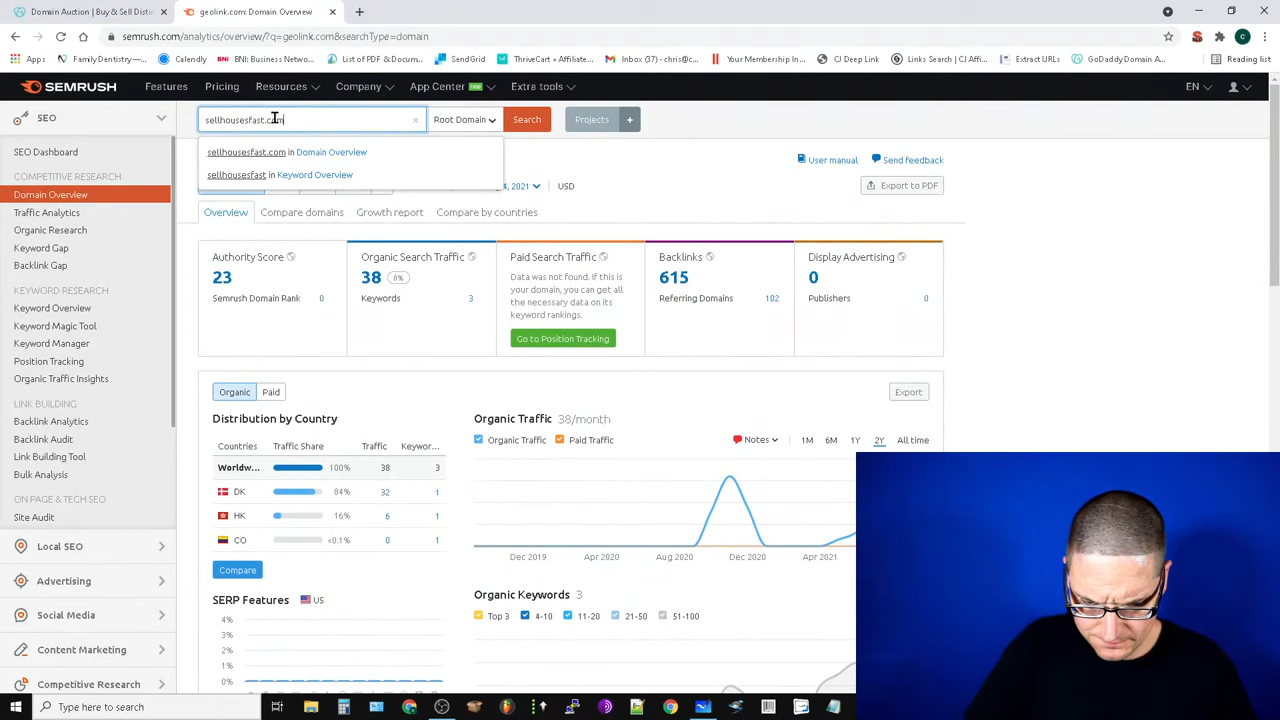 Domain Auction | Buy & Sell Distin
geolink.com: Domain Overview
semrush.com/analytics/overview/?q=geolink.com&searchType=domain
Apps
Family Dentistry —...
Calendly
BNI: Business Netw...
List of PDF & Docum...
SendGrid
ThriveCart » Affiliate...
Inbox (37) - chris@c...
Your Membership In...
CJ Deep Link
Links Search | CJ Affi...
Extract URLs
GoDaddy Domain A...
Reading list
SEMRUSH
Features
Pricing
Resources
Company
App Center new
Extra tools
EN
SEO
sellhousesfast.com
Root Domain
Search
Projects
+
sellhousesfast.com in Domain Overview
sellhousesfast in Keyword Overview
User manual
Send feedback
4, 2021
USD
Export to PDF
Overview
Compare domains
Growth report
Compare by countries
SEO Dashboard
COMPETITIVE RESEARCH
Domain Overview
Traffic Analytics
Organic Research
Keyword Gap
Backlink Gap
KEYWORD RESEARCH
Keyword Overview
Keyword Magic Tool
Keyword Manager
Position Tracking
Organic Traffic Insights
LINK BUILDING
Backlink Analytics
Backlink Audit
Link Building Tool
Bulk Analysis
ON PAGE & TECH SEO
Site Audit
Local SEO
Advertising
Social Media
Content Marketing
Competitive Research
Authority Score
23
Semrush Domain Rank 0
Organic Search Traffic
38 0%
Keywords 3
Paid Search Traffic
Data was not found. If this is
your domain, you can get all
the necessary data on its
keyword rankings.
Go to Position Tracking
Backlinks
615
Referring Domains 102
Display Advertising
0
Publishers 0
Organic
Paid
Export
Distribution by Country
Countries Traffic Share Traffic Keywor...
Worldw... 100% 38 3
DK 84% 32 1
HK 16% 6 1
CO <0.1% 0 1
Compare
SERP Features US
4%
3%
2%
1%
0%
Organic Traffic 38/month
Organic Traffic
Paid Traffic
Notes
1M 6M 1Y 2Y All time
Dec 2019 Apr 2020 Aug 2020 Dec 2020 Apr 2021
Organic Keywords 3
Top 3 4-10 11-20 21-50 51-100
Type here to search